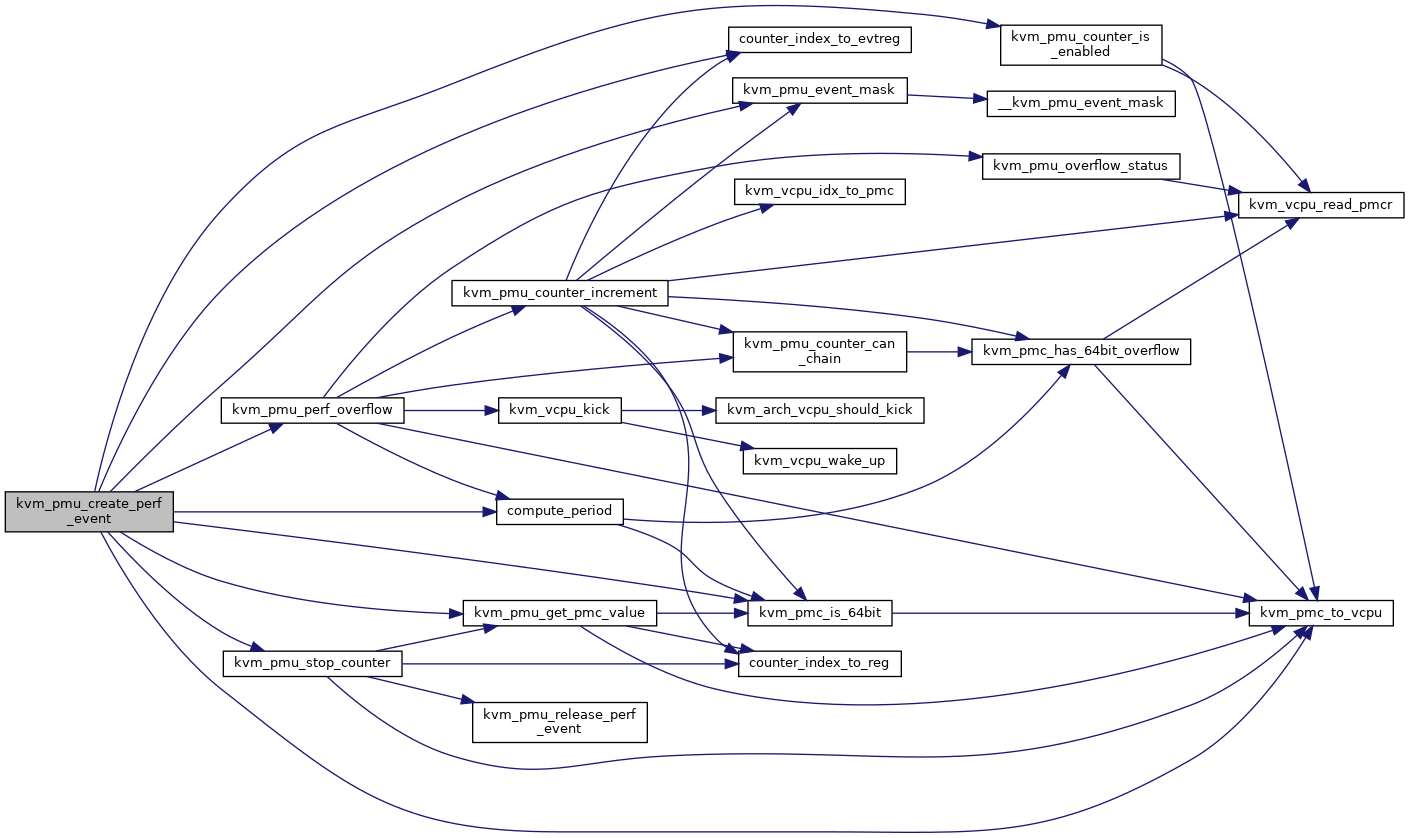 kvm_pmu_counter_is
_enabled
counter_index_to_evtreg
kvm_pmu_event_mask
__kvm_pmu_event_mask
kvm_pmu_overflow_status
kvm_vcpu_idx_to_pmc
kvm_vcpu_read_pmcr
kvm_pmu_counter_increment
kvm_pmu_counter_can
_chain
kvm_pmc_has_64bit_overflow
kvm_pmu_perf_overflow
kvm_vcpu_kick
kvm_arch_vcpu_should_kick
kvm_vcpu_wake_up
kvm_pmu_create_perf
_event
compute_period
kvm_pmu_get_pmc_value
kvm_pmc_is_64bit
kvm_pmc_to_vcpu
kvm_pmu_stop_counter
counter_index_to_reg
kvm_pmu_release_perf
_event